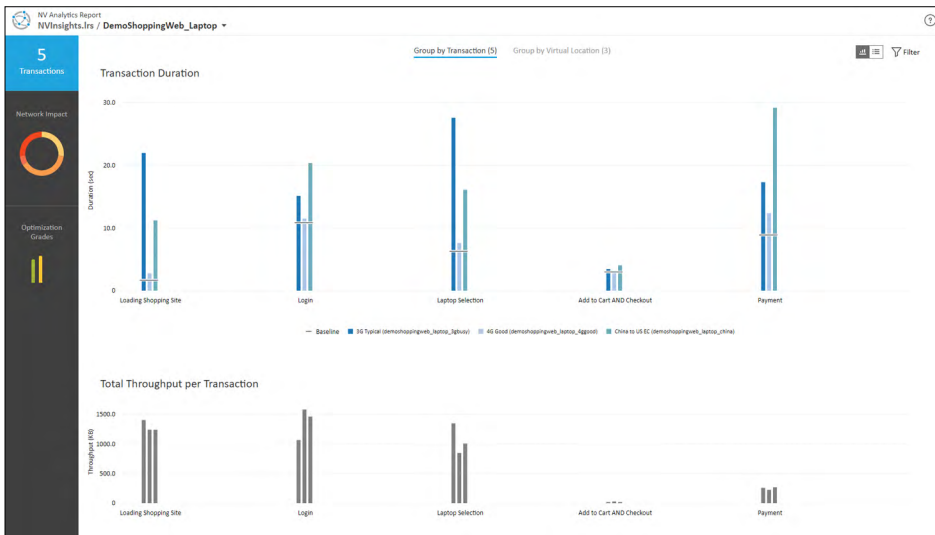 NV Analytics Report
NVInsights.lrs / DemoShoppingWeb_Laptop
?
5
Transactions
Network Impact
Optimization
Grades
Group by Transaction (5)
Group by Virtual Location (3)
Filter
Transaction Duration
Duration (sec)
30.0
20.0
10.0
0
Loading Shopping Site
Login
Laptop Selection
Add to Cart AND Checkout
Payment
Baseline
3G Typical (demoshoppingweb_laptop_3gbusy)
4G Good (demoshoppingweb_laptop_4ggood)
China to US EC (demoshoppingweb_laptop_china)
Total Throughput per Transaction
Throughput (KB)
1500.0
1000.0
500.0
0
Loading Shopping Site
Login
Laptop Selection
Add to Cart AND Checkout
Payment